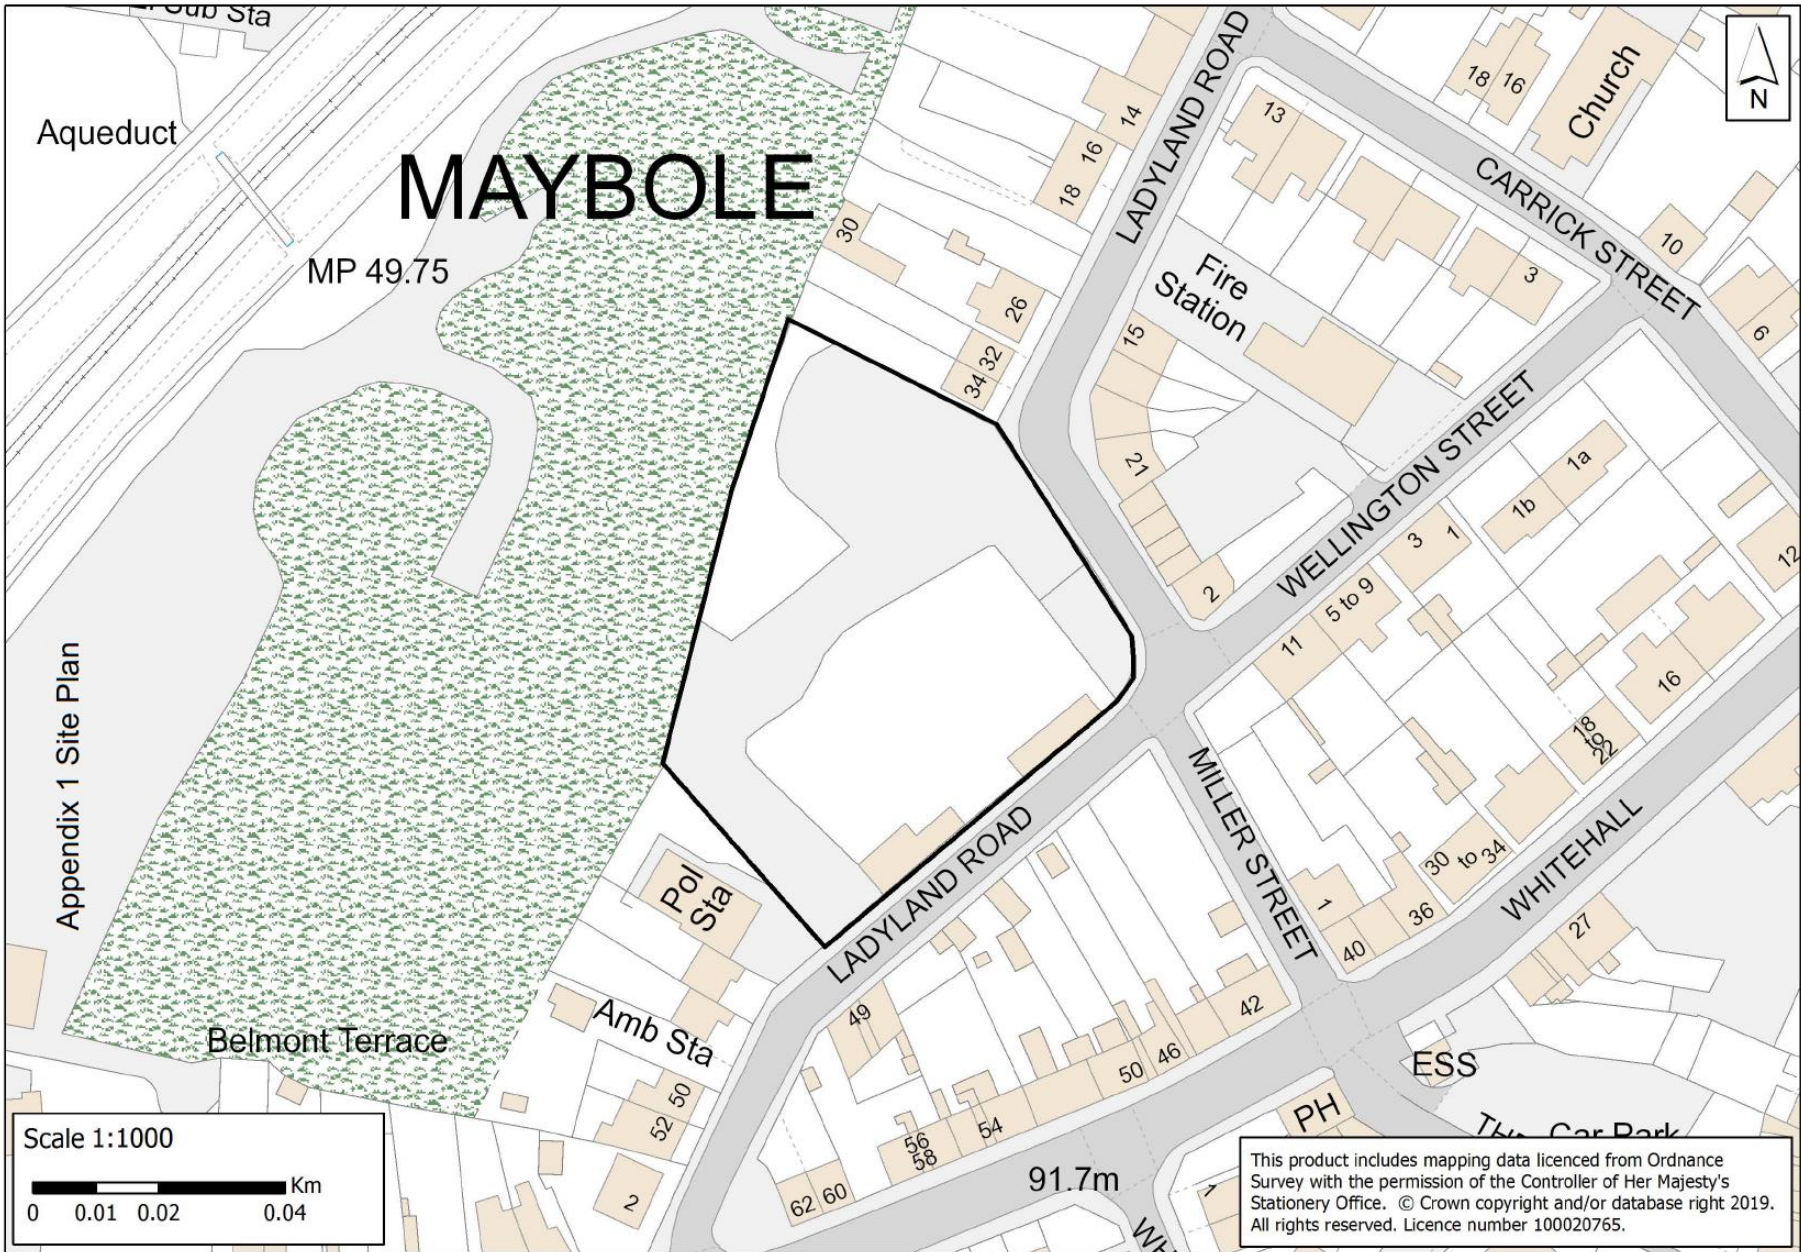 El Sub Sta
Aqueduct
MAYBOLE
MP 49.75
LADYLAND ROAD
14
16
18
30
26
32
34
13
18
16
Church
N
CARRICK STREET
10
3
6
Fire
Station
15
21
2
WELLINGTON STREET
1a
1b
1
3
5 to 9
11
12
16
18
to
22
MILLER STREET
WHITEHALL
30
to
34
36
40
1
27
Appendix 1 Site Plan
Pol
Sta
LADYLAND ROAD
Amb Sta
49
42
46
50
54
56
58
60
62
Belmont Terrace
50
52
2
ESS
PH
Car Park
91.7m
1
Scale 1:1000
Km
0 0.01 0.02 0.04
This product includes mapping data licenced from Ordnance
Survey with the permission of the Controller of Her Majesty's
Stationery Office. © Crown copyright and/or database right 2019.
All rights reserved. Licence number 100020765.